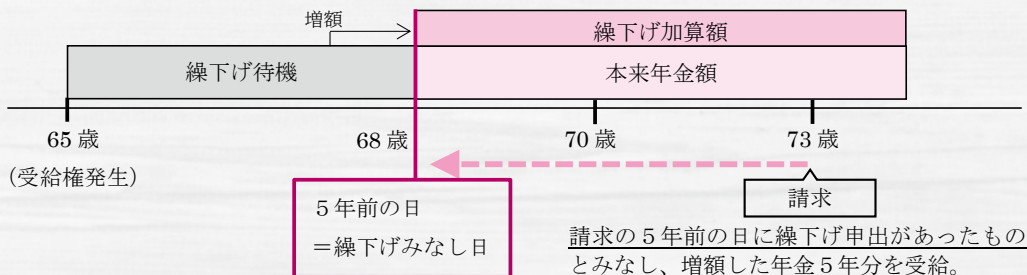 増額
繰下げ加算額
繰下げ待機
本来年金額
65 歳
68 歳
70 歳
73 歳
(受給権発生)
請求
５年前の日
＝繰下げみなし日
請求の５年前の日に繰下げ申出があったもの
とみなし、増額した年金５年分を受給。